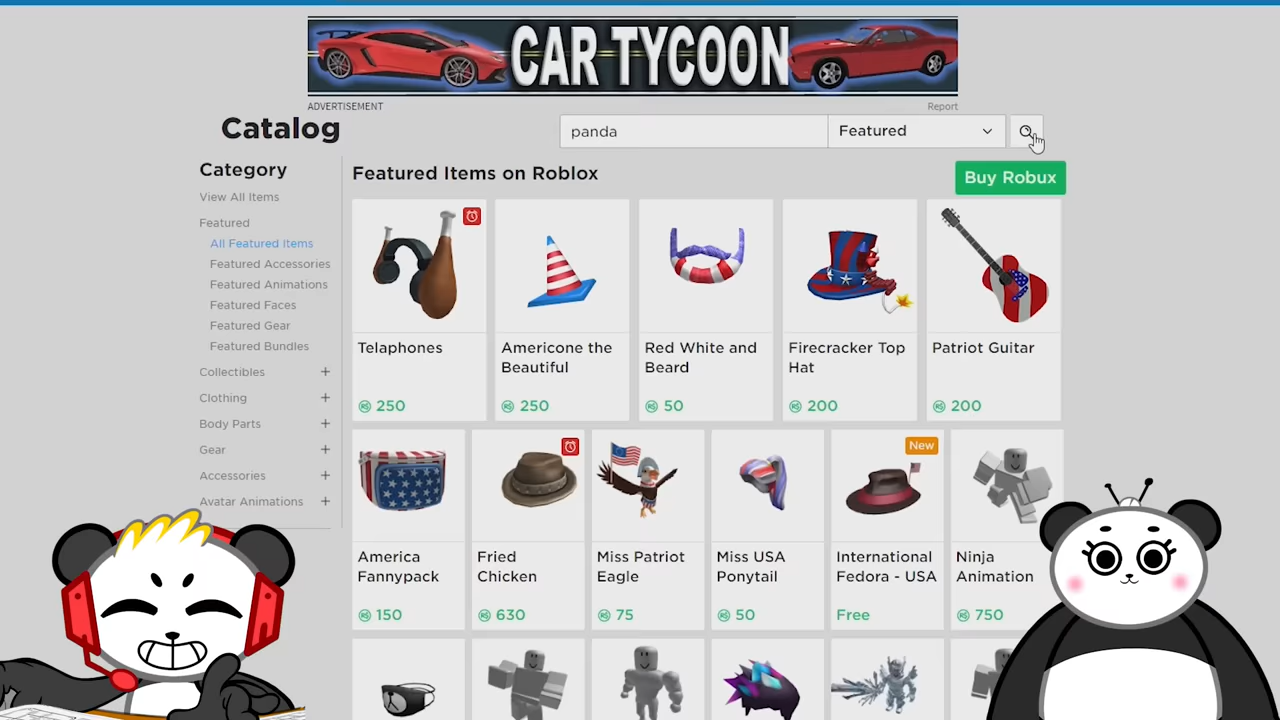 CAR TYCOON
ADVERTISEMENT
Report
Catalog
panda
Featured
Category
View All Items
Featured
All Featured Items
Featured Accessories
Featured Animations
Featured Faces
Featured Gear
Featured Bundles
Collectibles +
Clothing +
Body Parts +
Gear +
Accessories +
Avatar Animations +
Featured Items on Roblox
Buy Robux
Telaphones
250
Americone the
Beautiful
250
Red White and
Beard
50
Firecracker Top
Hat
200
Patriot Guitar
200
America
Fannypack
150
Fried
Chicken
630
Miss Patriot
Eagle
75
Miss USA
Ponytail
50
New
International
Fedora - USA
Free
Ninja
Animation
750